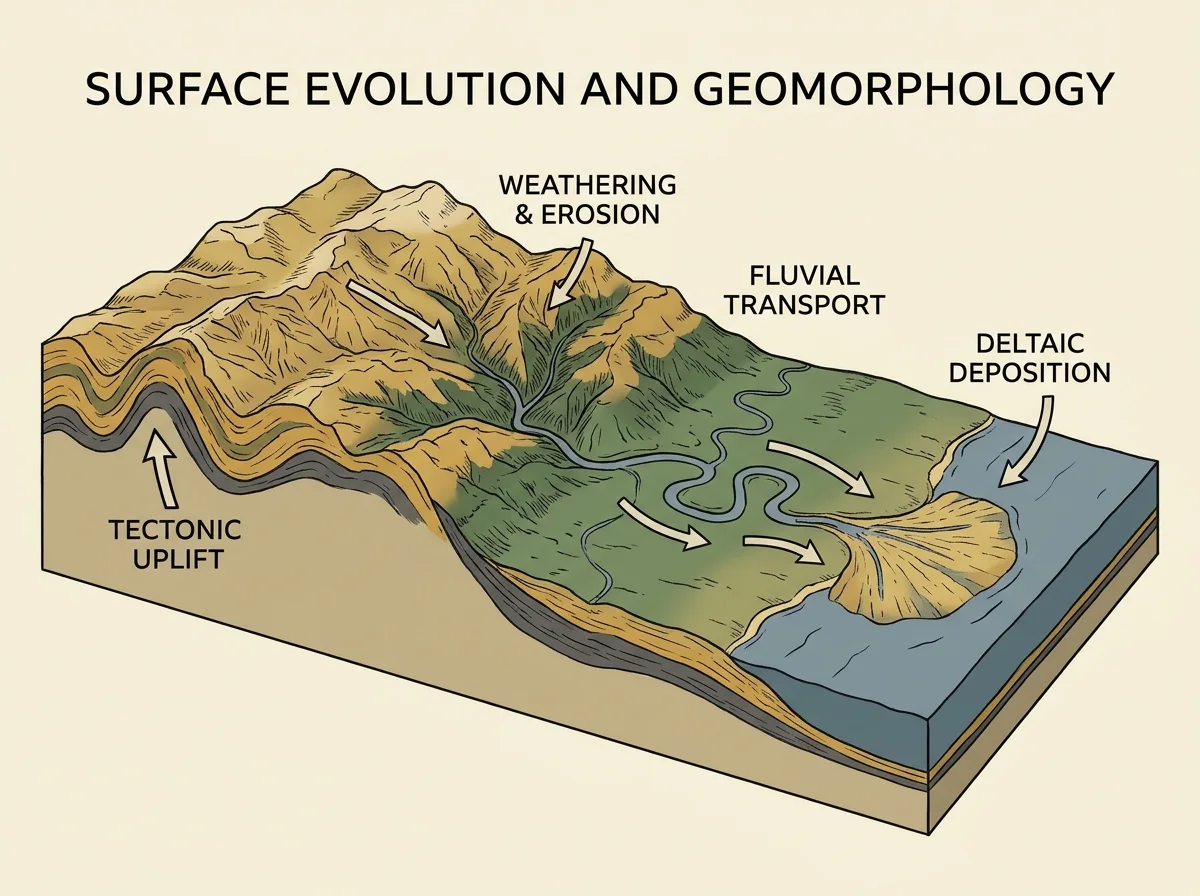 SURFACE EVOLUTION AND GEOMORPHOLOGY
WEATHERING
& EROSION
FLUVIAL
TRANSPORT
DELTAIC
DEPOSITION
TECTONIC
UPLIFT